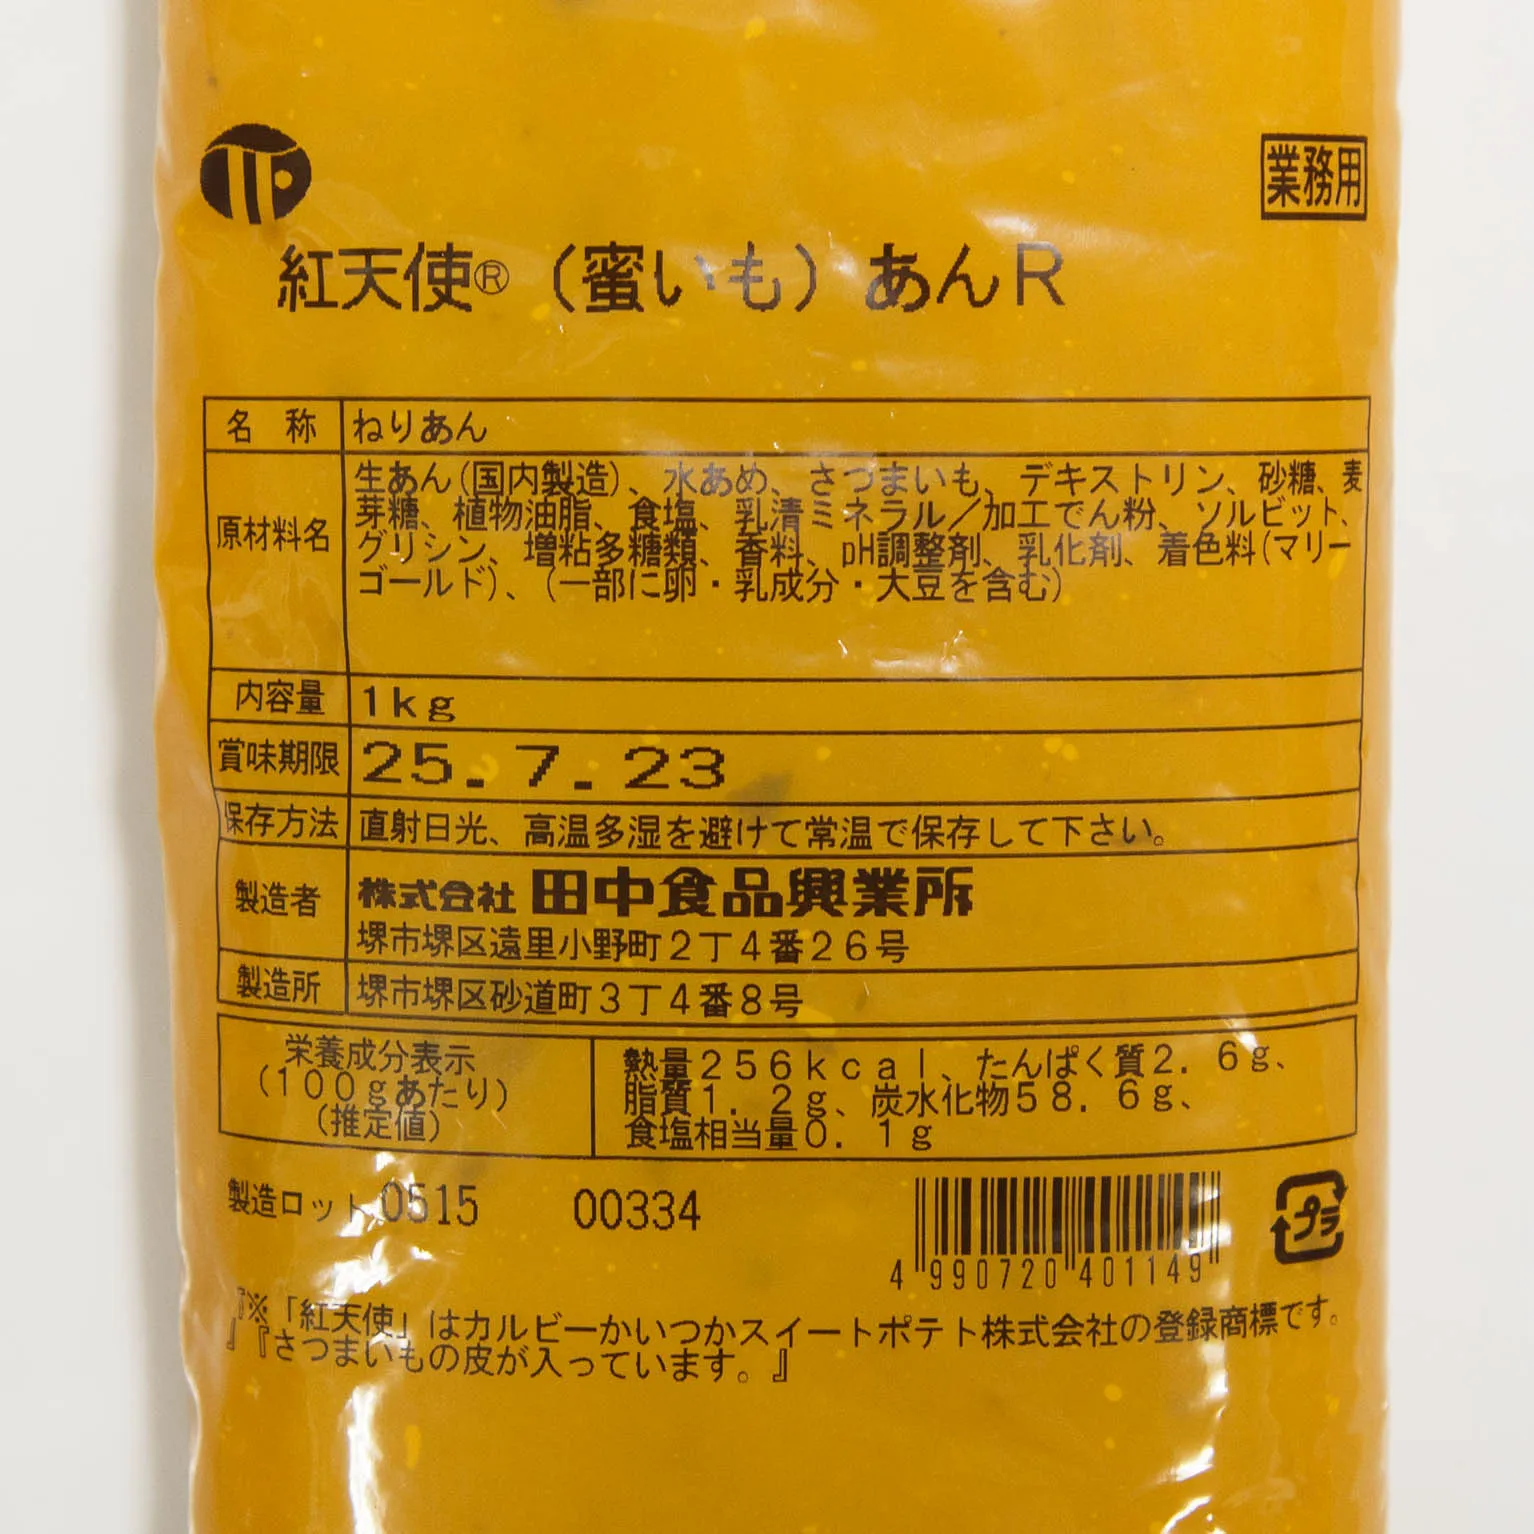 業務用
紅天使®（蜜いも）あんR
名称 ねりあん
原材料名
生あん(国内製造)、水あめ、さつまいも、デキストリン、砂糖、麦
芽糖、植物油脂、食塩、乳清ミネラル／加工でん粉、ソルビット、
グリシン、増粘多糖類、香料、pH調整剤、乳化剤、着色料(マリー
ゴールド)、(一部に卵・乳成分・大豆を含む)
内容量 1kg
賞味期限 25.7.23
保存方法 直射日光、高温多湿を避けて常温で保存して下さい。
製造者 株式会社 田中食品興業所
堺市堺区遠里小野町2丁4番26号
製造所 堺市堺区砂道町3丁4番8号
栄養成分表示
(100gあたり)
(推定値)
熱量256kcal、たんぱく質2.6g、
脂質1.2g、炭水化物58.6g、
食塩相当量0.1g
製造ロット.0515 00334
4 990720 401149
プラ
『※「紅天使」はカルビーかいつかスイートポテト株式会社の登録商標です。
』『さつまいもの皮が入っています。』